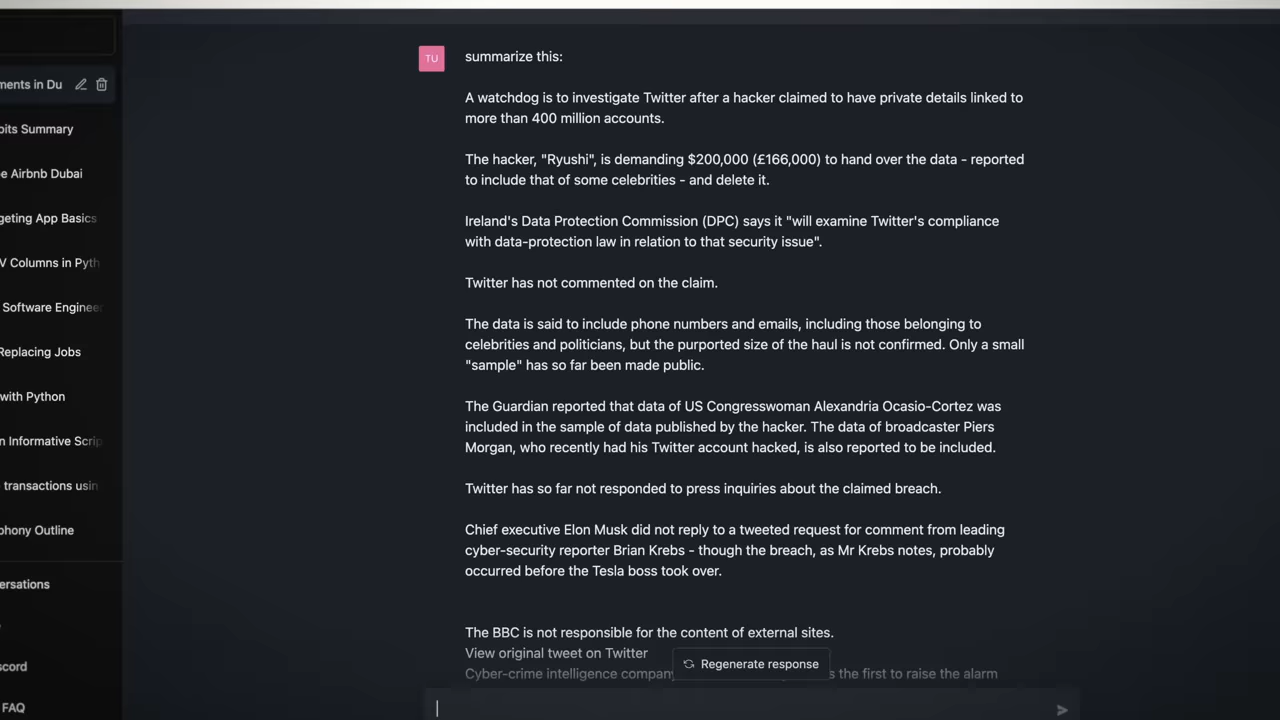 ments in Du
bits Summary
e Airbnb Dubai
geting App Basics
V Columns in Pyth
Software Enginee
Replacing Jobs
with Python
n Informative Scrip
transactions usin
phony Outline
ersations
scord
FAQ
TU
summarize this:
A watchdog is to investigate Twitter after a hacker claimed to have private details linked to
more than 400 million accounts.
The hacker, "Ryushi", is demanding $200,000 (£166,000) to hand over the data - reported
to include that of some celebrities - and delete it.
Ireland's Data Protection Commission (DPC) says it "will examine Twitter's compliance
with data-protection law in relation to that security issue".
Twitter has not commented on the claim.
The data is said to include phone numbers and emails, including those belonging to
celebrities and politicians, but the purported size of the haul is not confirmed. Only a small
"sample" has so far been made public.
The Guardian reported that data of US Congresswoman Alexandria Ocasio-Cortez was
included in the sample of data published by the hacker. The data of broadcaster Piers
Morgan, who recently had his Twitter account hacked, is also reported to be included.
Twitter has so far not responded to press inquiries about the claimed breach.
Chief executive Elon Musk did not reply to a tweeted request for comment from leading
cyber-security reporter Brian Krebs - though the breach, as Mr Krebs notes, probably
occurred before the Tesla boss took over.
The BBC is not responsible for the content of external sites.
View original tweet on Twitter
Regenerate response
Cyber-crime intelligence company s the first to raise the alarm